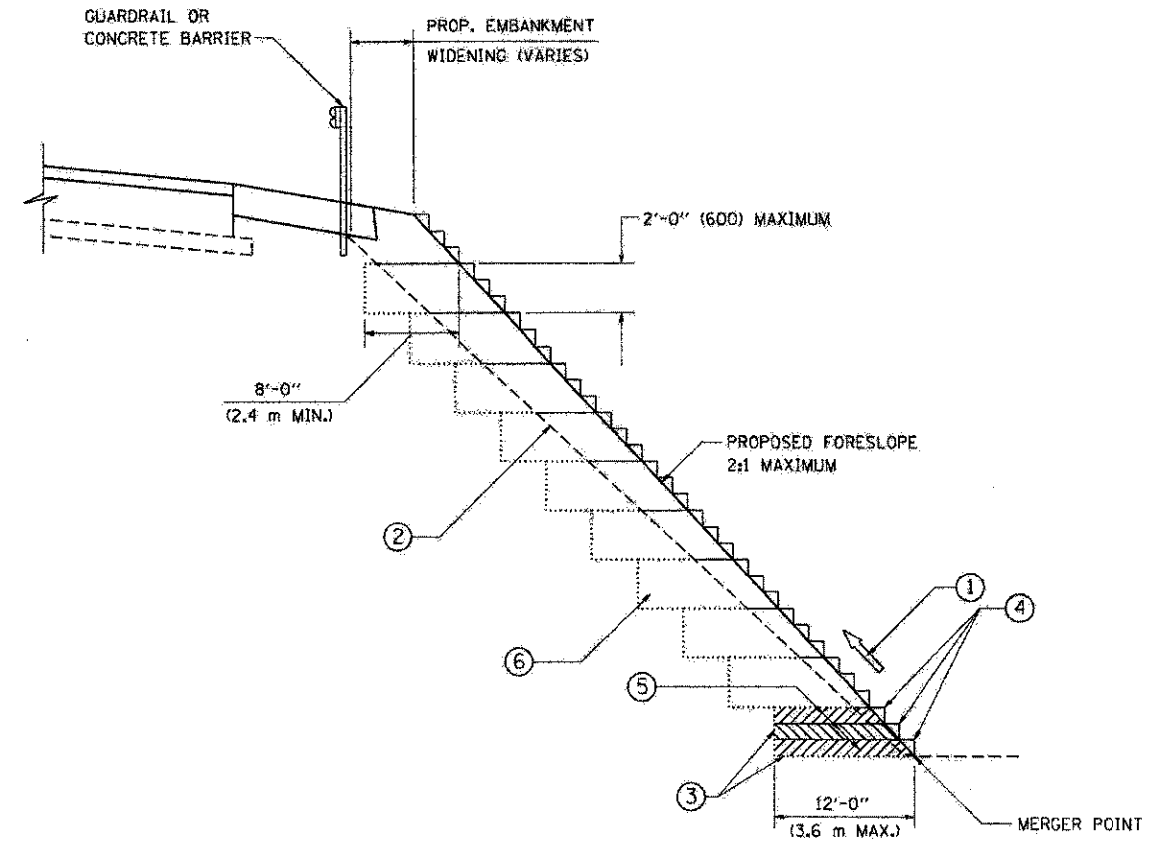 GUARDRAIL OR
CONCRETE BARRIER
PROP. EMBANKMENT
WIDENING (VARIES)
2'-0" (600) MAXIMUM
8'-0"
(2.4 m MIN.)
PROPOSED FORESLOPE
2:1 MAXIMUM
2
1
4
6
5
3
12'-0"
(3.6 m MAX.)
MERGER POINT